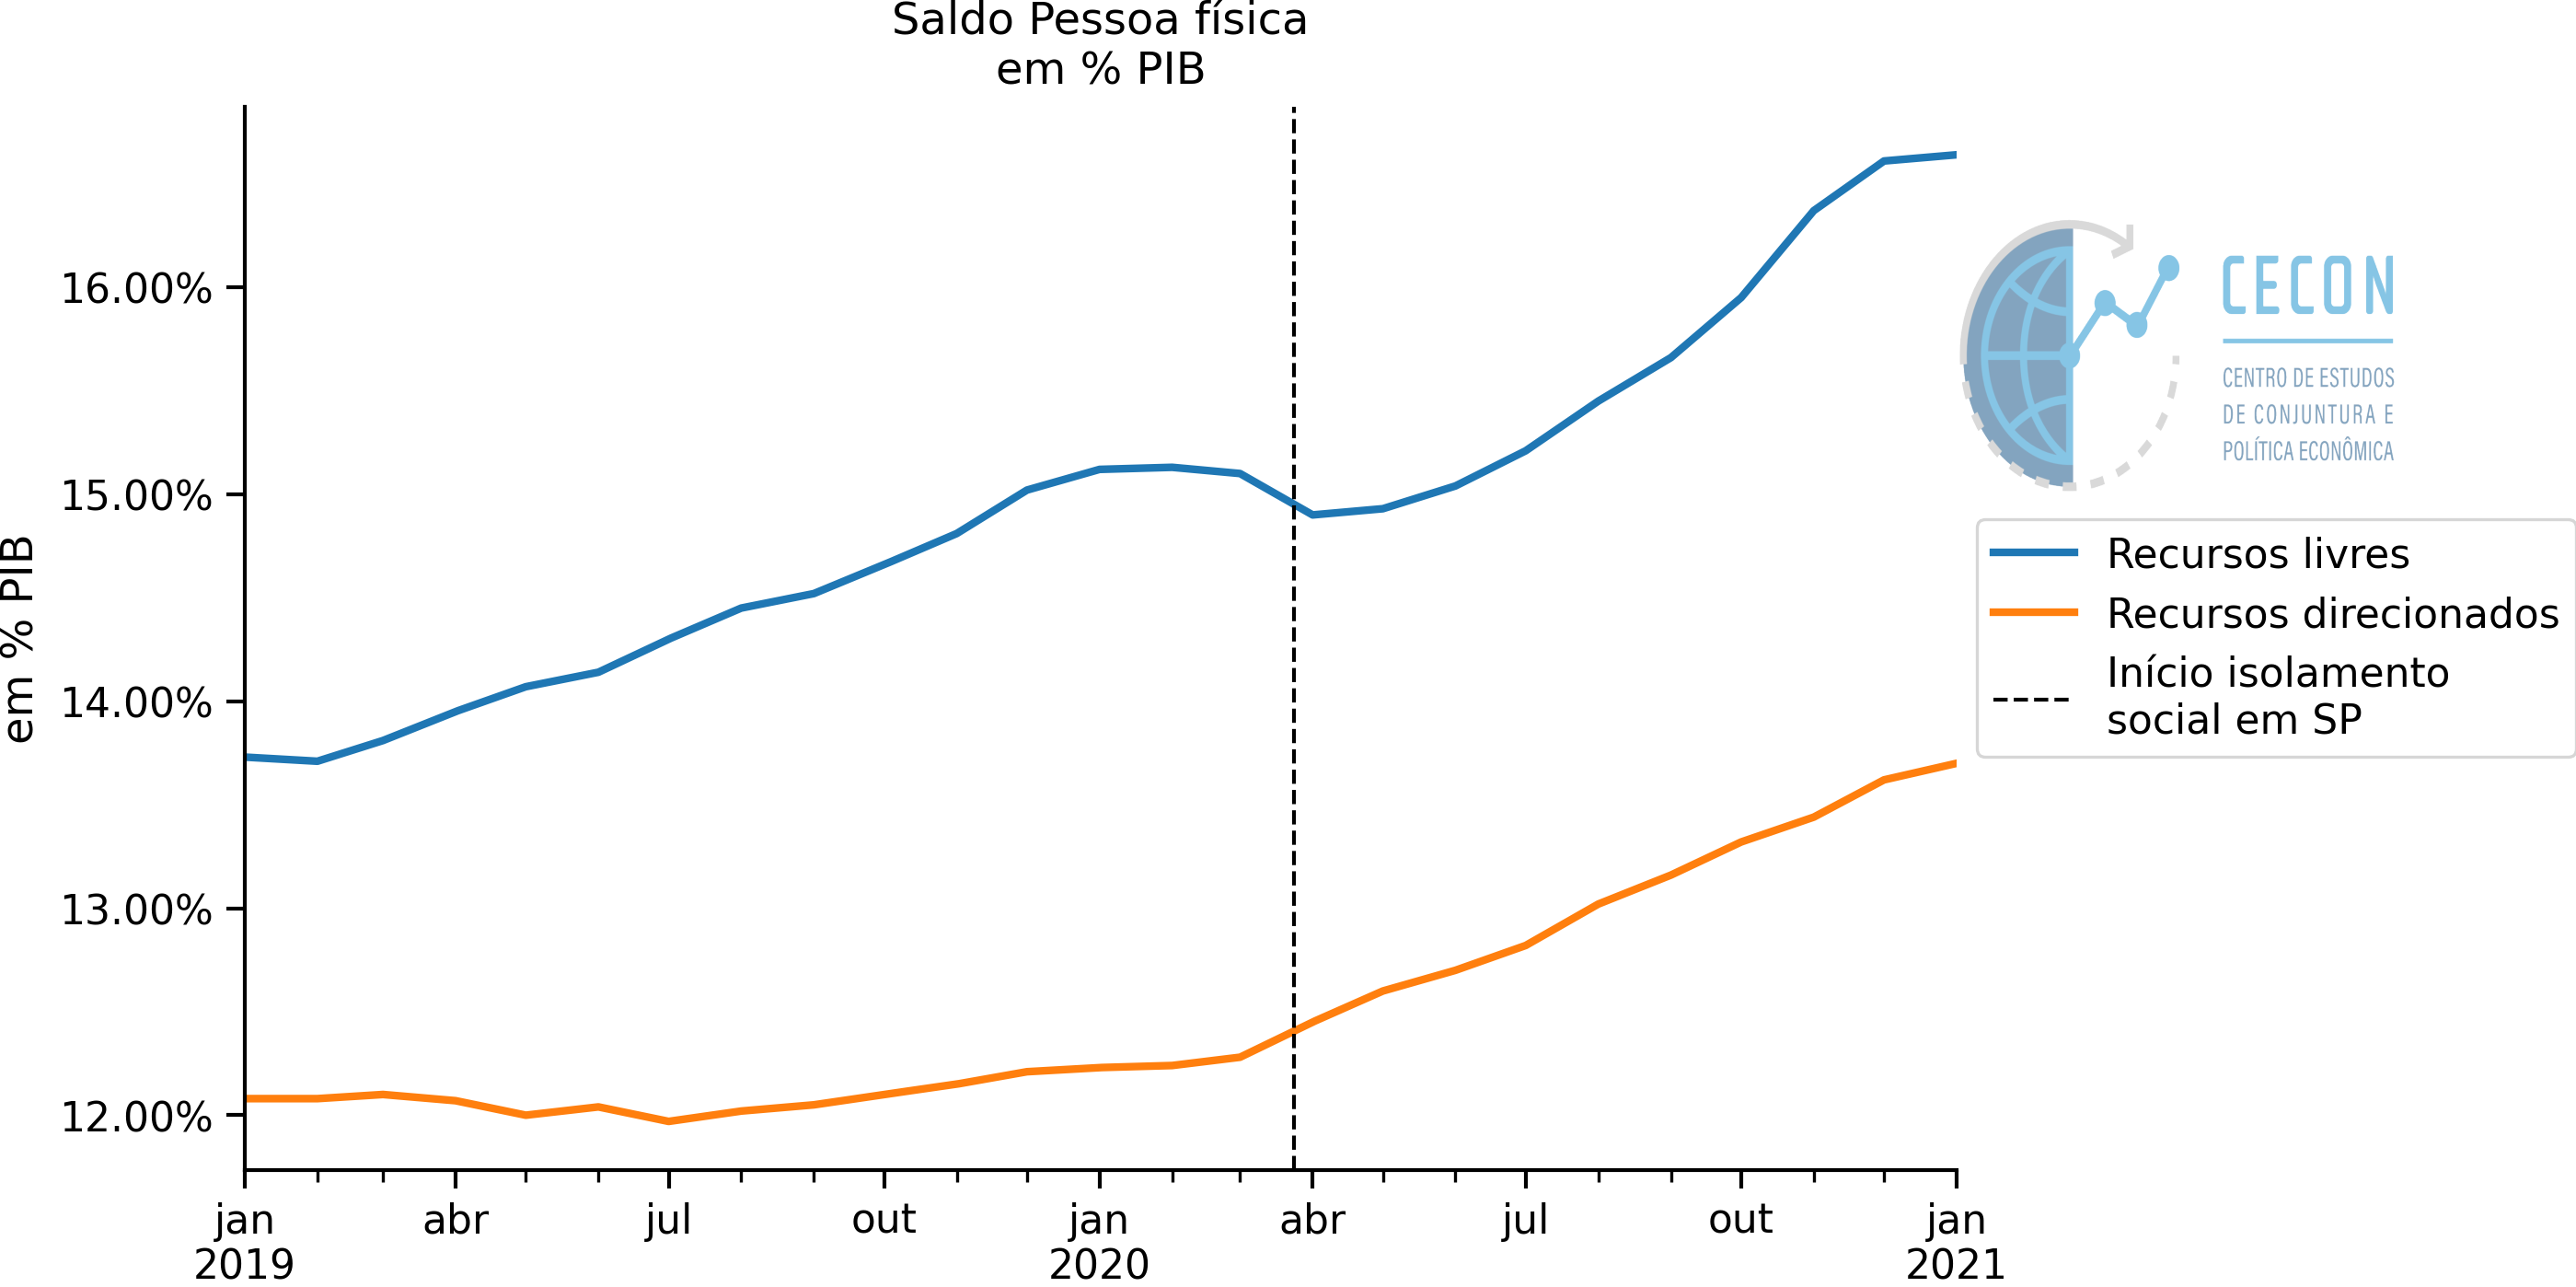 Saldo Pessoa física
em % PIB
em % PIB
16.00%
15.00%
14.00%
13.00%
12.00%
jan
2019
abr
jul
out
jan
2020
abr
jul
out
jan
2021
CECON
CENTRO DE ESTUDOS
DE CONJUNTURA E
POLÍTICA ECONÔMICA
Recursos livres
Recursos direcionados
Início isolamento
social em SP